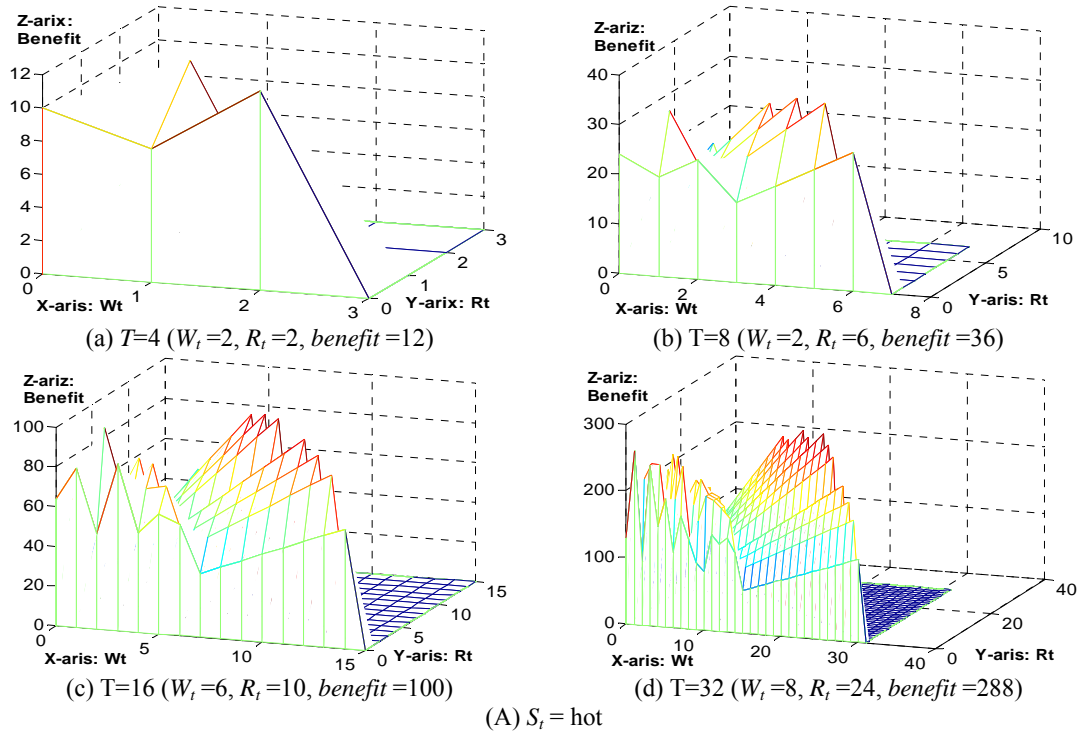 Z-arix:
Benefit
12
10
8
6
4
2
0
0
1
2
3
0
1
2
3
X-aris: Wt
Y-arix: Rt
(a) T=4 (Wt =2, Rt =2, benefit =12)
Z-ariz:
Benefit
40
30
20
10
0
0
2
4
6
8
0
5
10
X-aris: Wt
Y-aris: Rt
(b) T=8 (Wt =2, Rt =6, benefit =36)
Z-ariz:
Benefit
100
80
60
40
20
0
0
5
10
15
0
5
10
15
X-aris: Wt
Y-aris: Rt
(c) T=16 (Wt =6, Rt =10, benefit =100)
Z-ariz:
Benefit
300
200
100
0
0
10
20
30
40
0
20
40
X-aris: Wt
Y-aris: Rt
(d) T=32 (Wt =8, Rt =24, benefit =288)
(A) St = hot